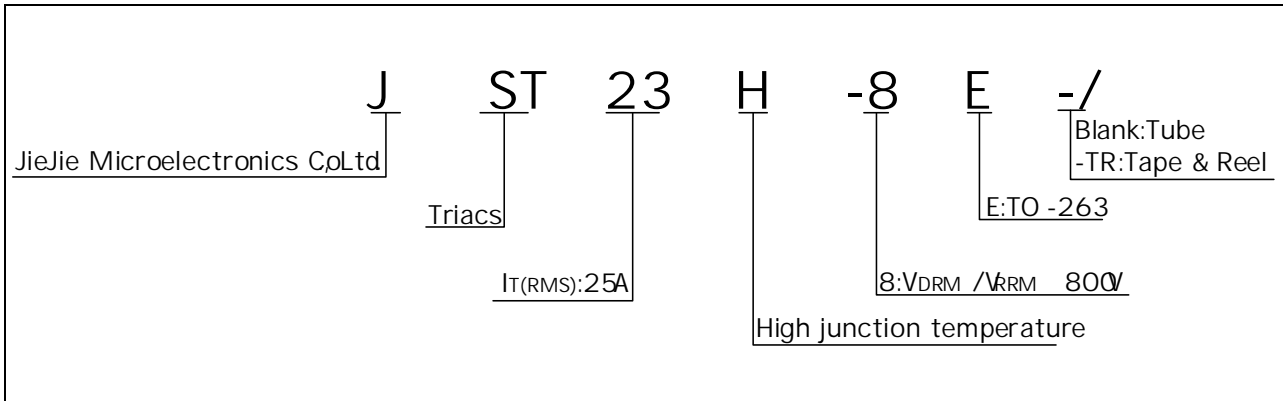 J ST 23 H -8 E -/
Blank:Tube
-TR:Tape & Reel
JieJie Microelectronics Co,Ltd.
E:TO -263
Triacs
IT(RMS):25A
8:VDRM /VRRM 800V
High junction temperature